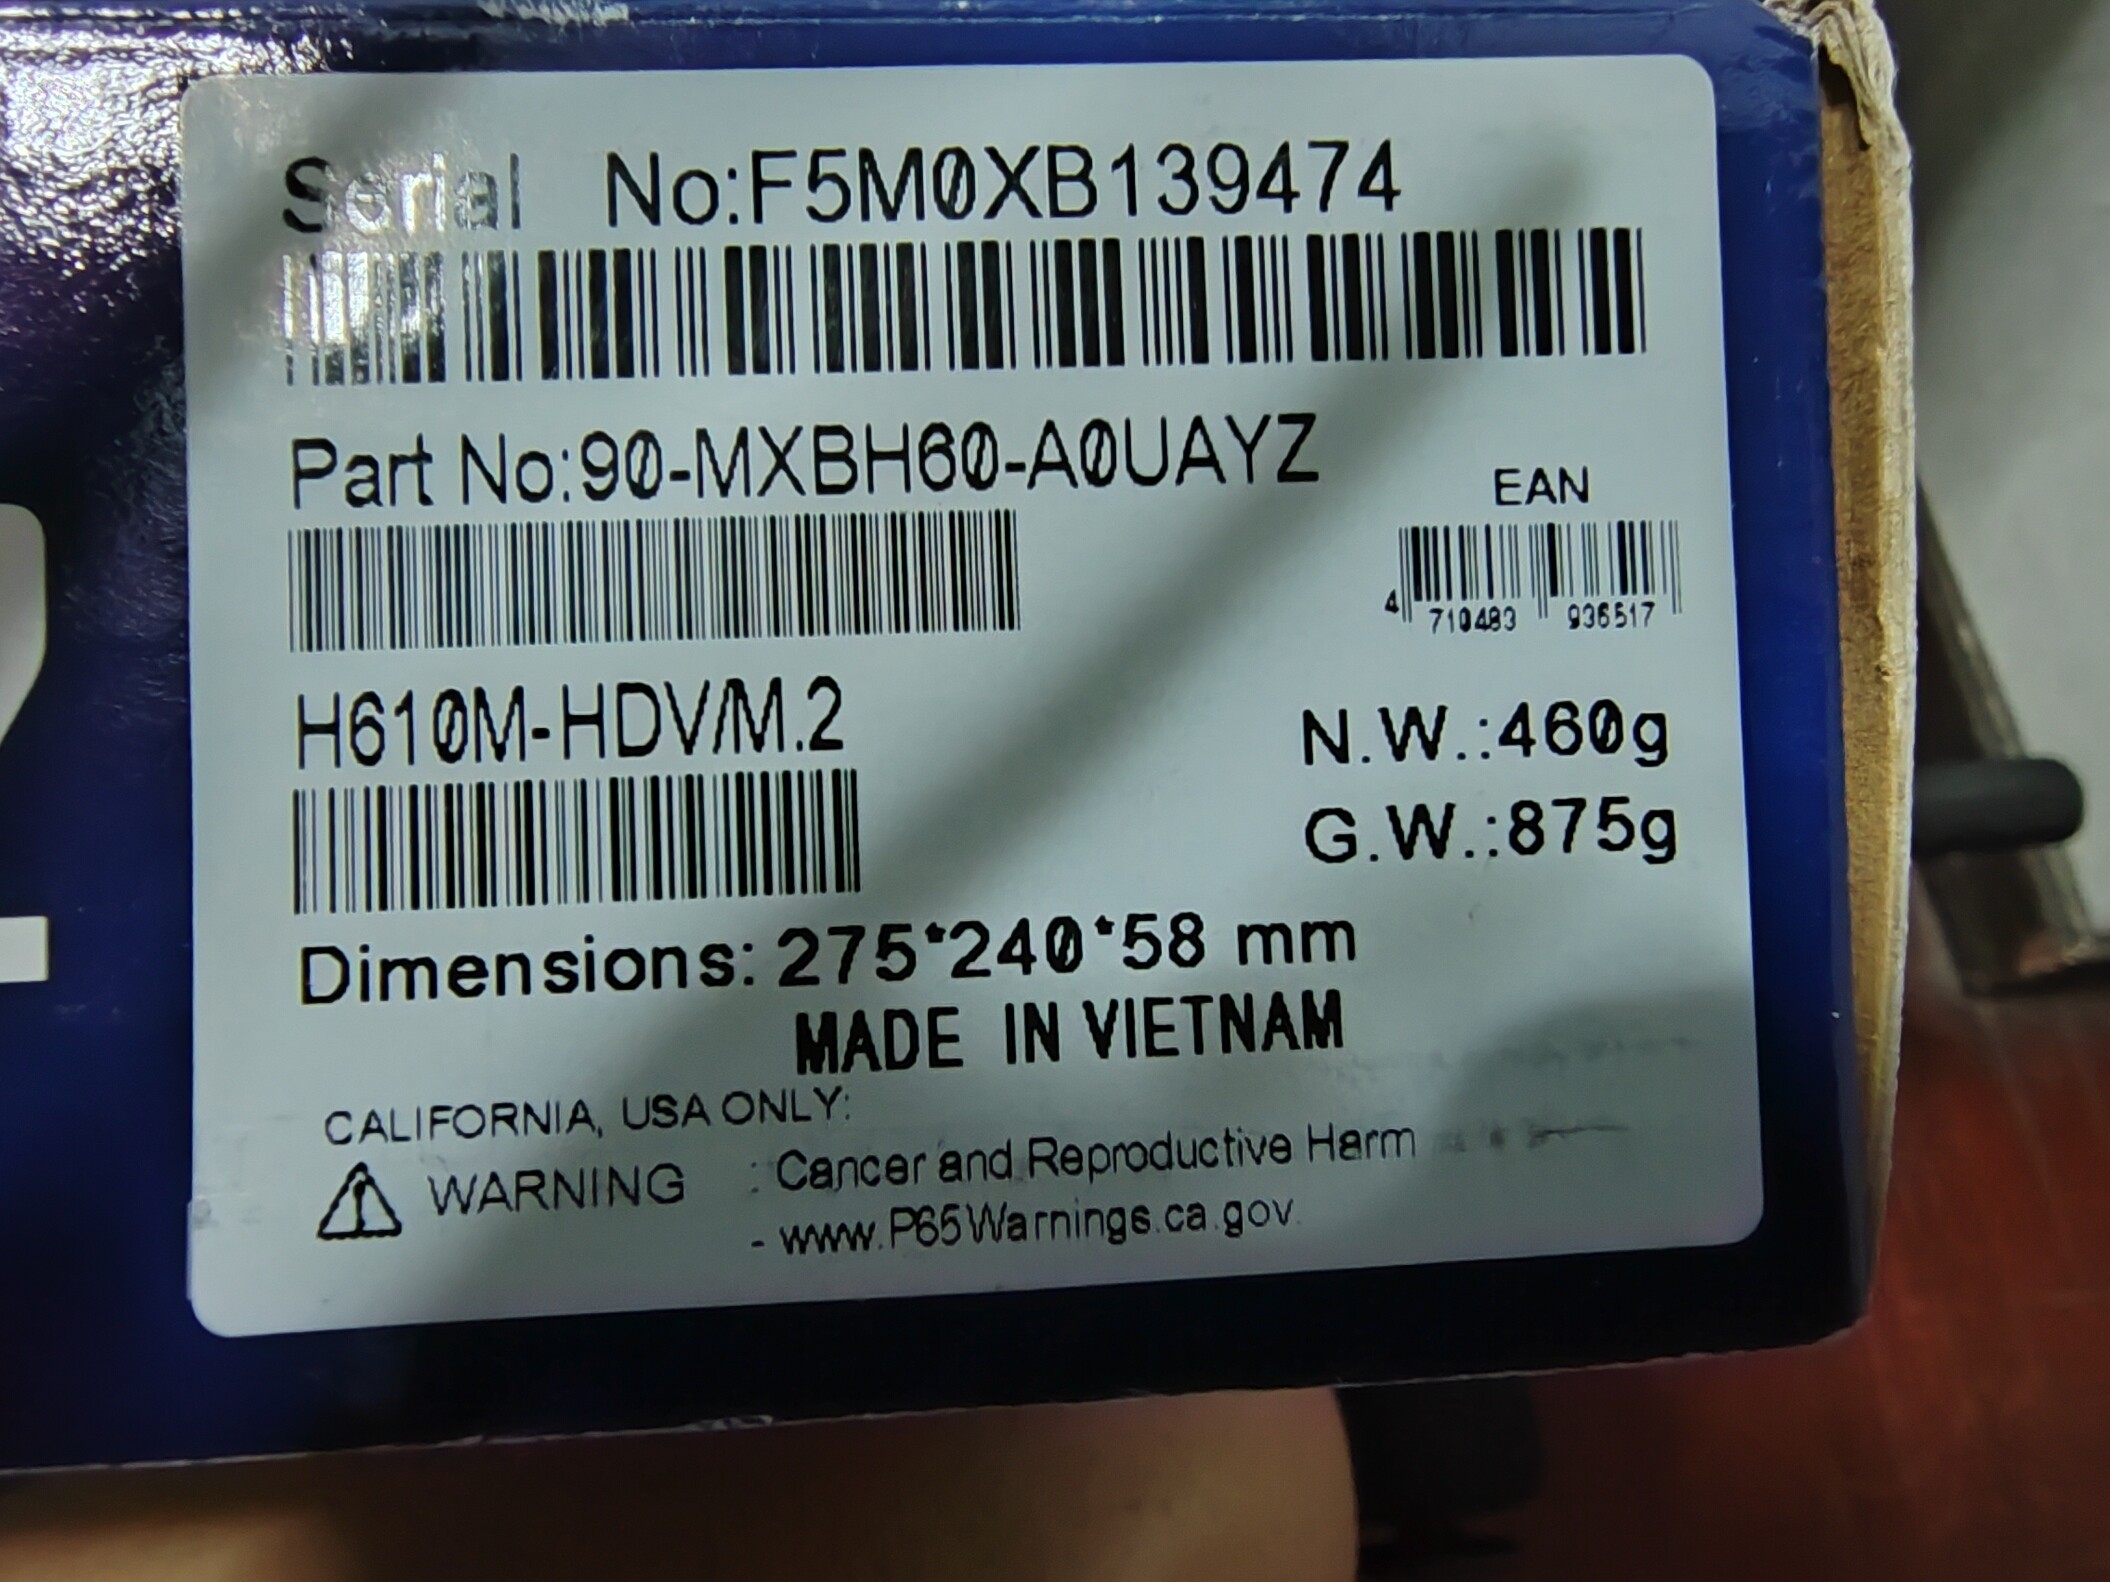 Serial No:F5M0XB139474
Part No:90-MXBH60-A0UAYZ
EAN
4 710483 936517
H610M-HDV/M.2
N.W.:460g
G.W.:875g
Dimensions: 275*240*58 mm
MADE IN VIETNAM
CALIFORNIA, USA ONLY:
WARNING : Cancer and Reproductive Harm
- www.P65Warnings.ca.gov.